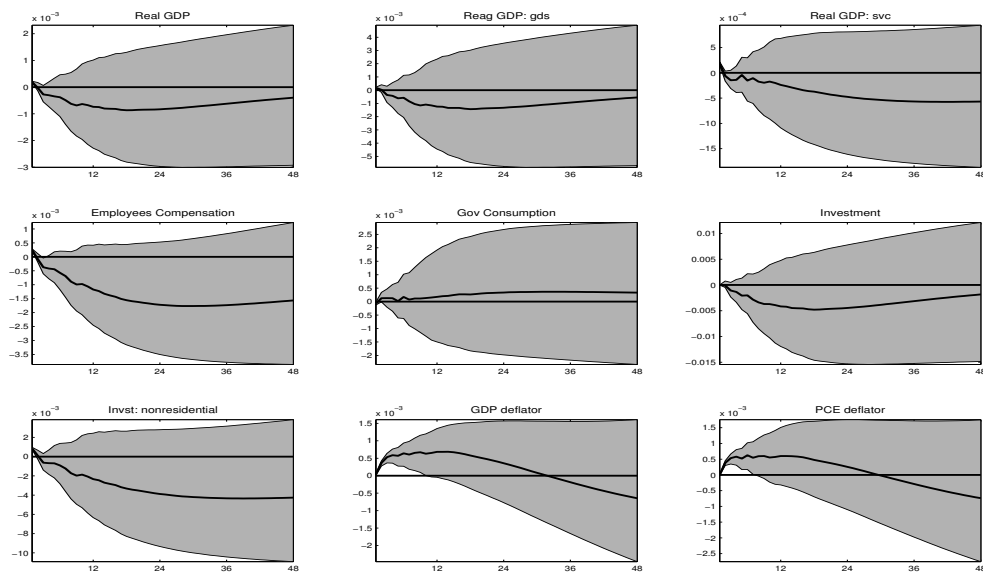 Real GDP
x 10⁻³
2
1
0
−1
−2
−3
12 24 36 48
Reag GDP: gds
x 10⁻³
4
3
2
1
0
−1
−2
−3
−4
−5
12 24 36 48
Real GDP: svc
x 10⁻⁴
5
0
−5
−10
−15
12 24 36 48
Employees Compensation
x 10⁻³
1
0.5
0
−0.5
−1
−1.5
−2
−2.5
−3
−3.5
12 24 36 48
Gov Consumption
x 10⁻³
2.5
2
1.5
1
0.5
0
−0.5
−1
−1.5
−2
12 24 36 48
Investment
0.01
0.005
0
−0.005
−0.01
−0.015
12 24 36 48
Invst: nonresidential
x 10⁻³
2
0
−2
−4
−6
−8
−10
12 24 36 48
GDP deflator
x 10⁻³
1.5
1
0.5
0
−0.5
−1
−1.5
−2
12 24 36 48
PCE deflator
x 10⁻³
1.5
1
0.5
0
−0.5
−1
−1.5
−2
−2.5
12 24 36 48